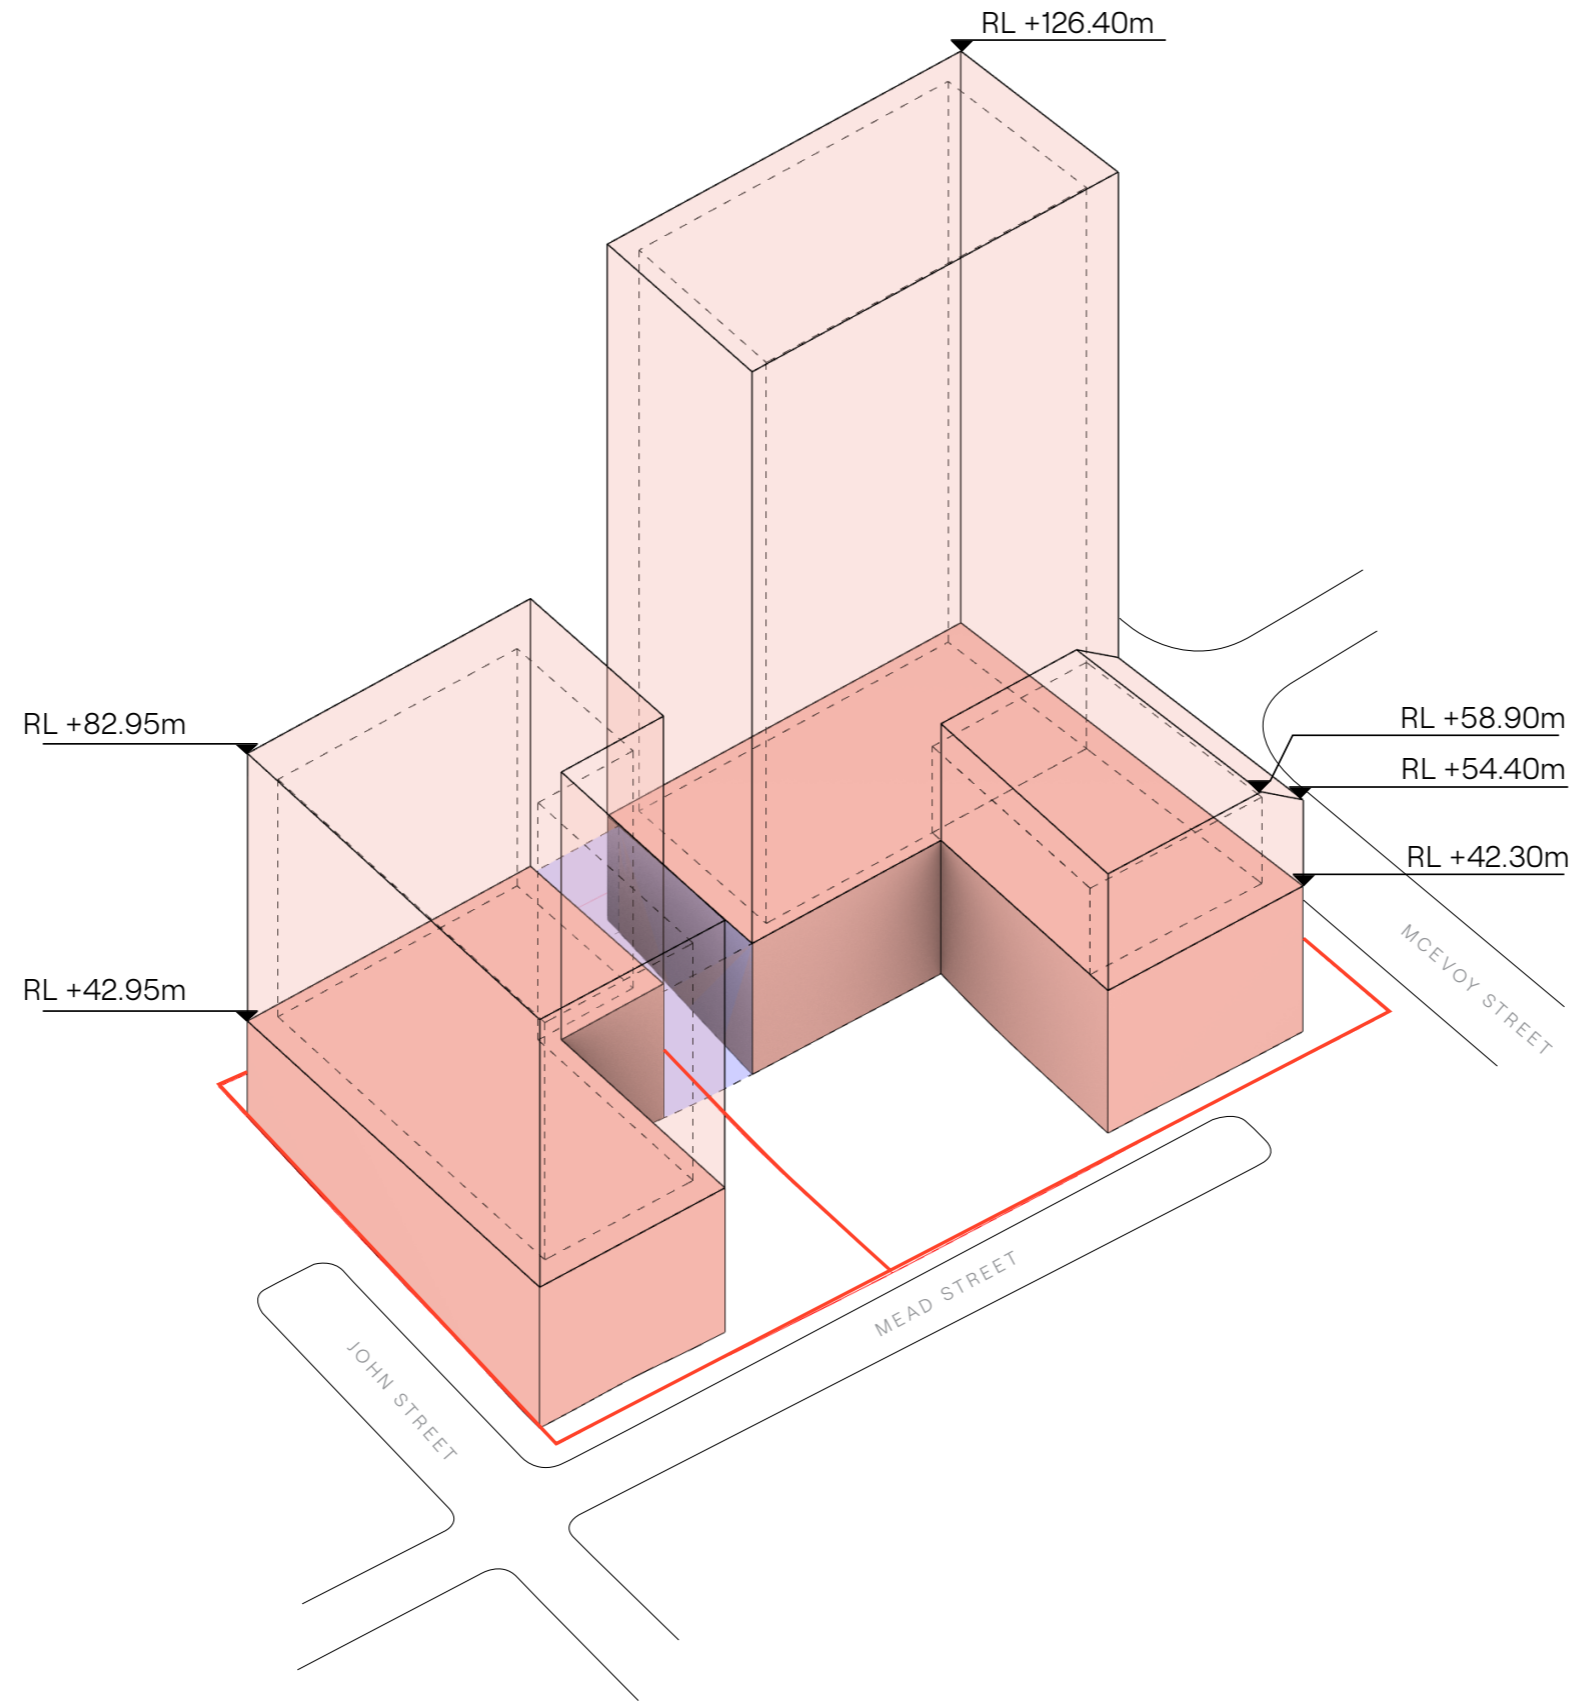 RL +126.40m
RL +82.95m
RL +58.90m
RL +54.40m
RL +42.30m
MCEVOY STREET
RL +42.95m
MEAD STREET
JOHN STREET